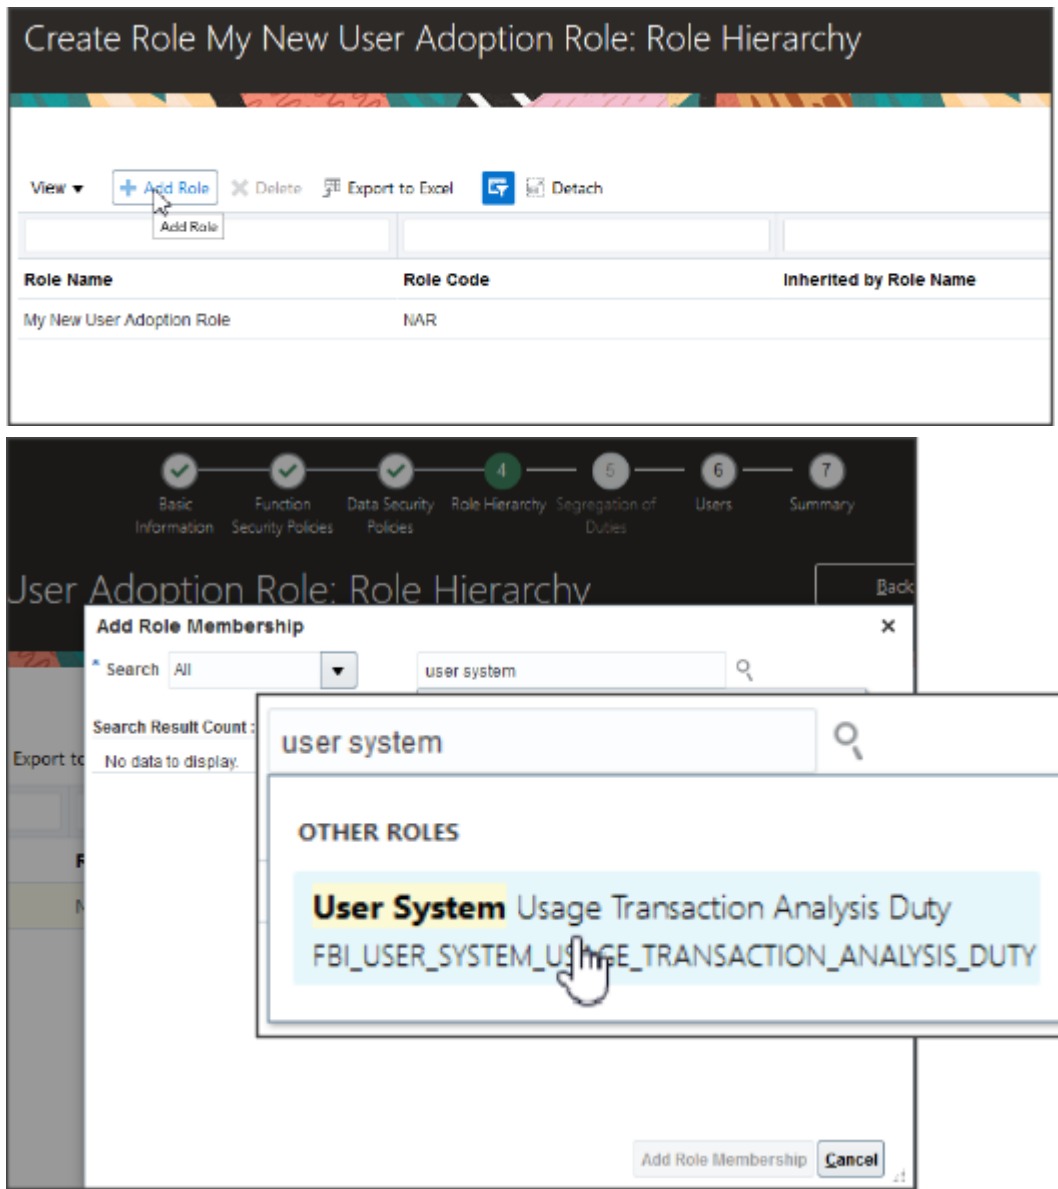 Create Role My New User Adoption Role: Role Hierarchy
View Add Role Delete Export to Excel Detach
Add Role
Role Name Role Code Inherited by Role Name
My New User Adoption Role NAR
4 5 6 7
Basic Information Function Security Policies Data Security Policies Role Hierarchy Segregation of Duties Users Summary
User Adoption Role: Role Hierarchy Back
Add Role Membership
* Search All user system
Search Result Count :
Export to No data to display.
user system
OTHER ROLES
User System Usage Transaction Analysis Duty
FBI_USER_SYSTEM_USAGE_TRANSACTION_ANALYSIS_DUTY
Add Role Membership Cancel